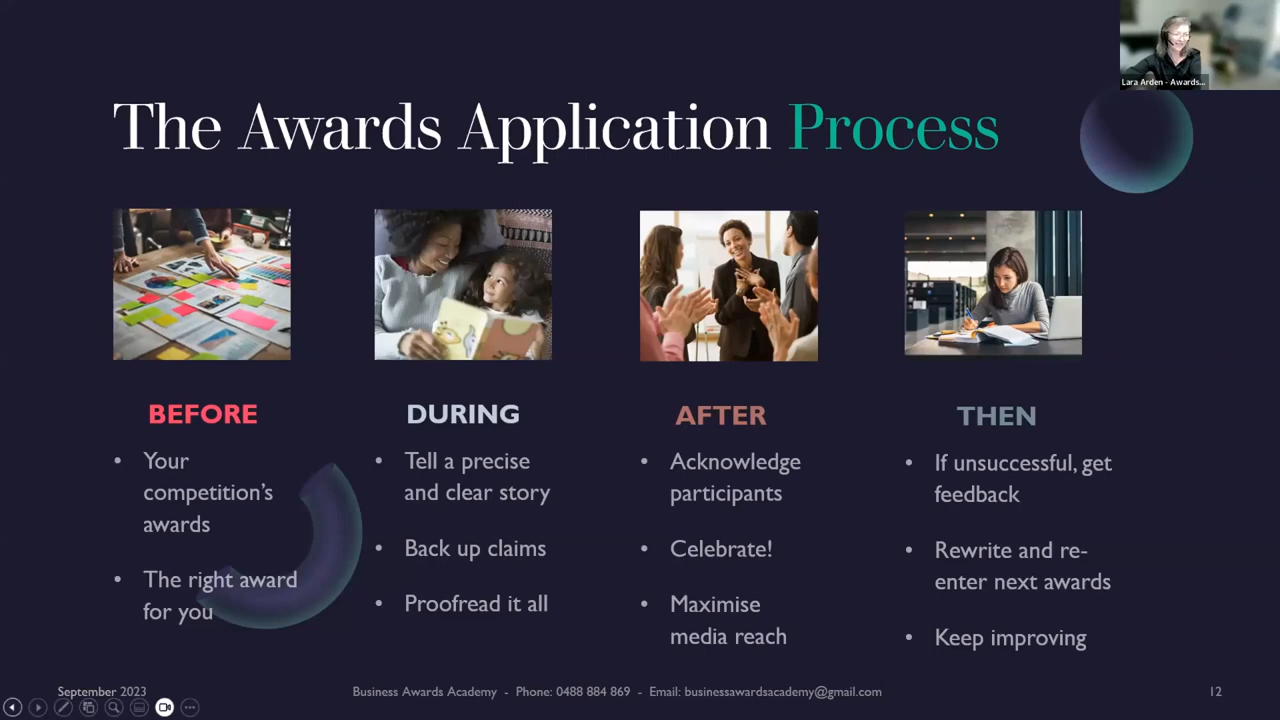 Lara Arden - Awards...
The Awards Application Process
BEFORE
• Your
competition's
awards
• The right award
for you
DURING
• Tell a precise
and clear story
• Back up claims
• Proofread it all
AFTER
• Acknowledge
participants
• Celebrate!
• Maximise
media reach
THEN
• If unsuccessful, get
feedback
• Rewrite and re-
enter next awards
• Keep improving
September 2023
Business Awards Academy - Phone: 0488 884 869 - Email: businessawardsacademy@gmail.com
12